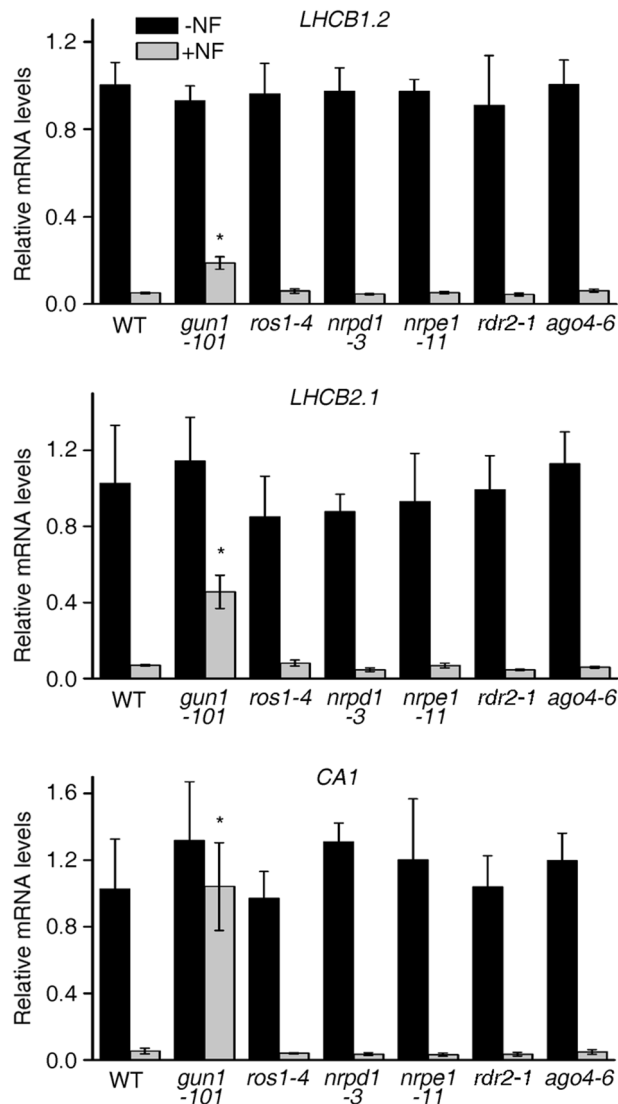 LHCB1.2
-NF
+NF
Relative mRNA levels
1.2
0.8
0.4
0.0
*
WT gun1 ros1-4 nrpd1 nrpe1 rdr2-1 ago4-6
-101 -3 -11
LHCB2.1
Relative mRNA levels
1.2
0.8
0.4
0.0
*
WT gun1 ros1-4 nrpd1 nrpe1 rdr2-1 ago4-6
-101 -3 -11
CA1
Relative mRNA levels
1.6
1.2
0.8
0.4
0.0
*
WT gun1 ros1-4 nrpd1 nrpe1 rdr2-1 ago4-6
-101 -3 -11